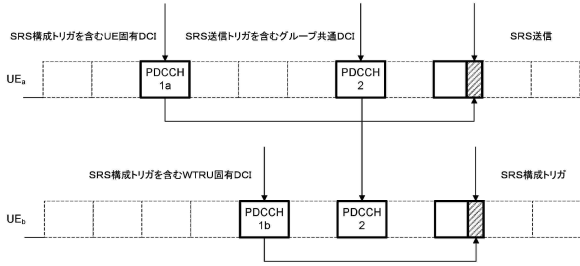 SRS構成トリガを含むUE固有DCI
SRS送信トリガを含むグループ共通DCI
SRS送信
UEa
PDCCH
1a
PDCCH
2
SRS構成トリガを含むWTRU固有DCI
SRS構成トリガ
UEb
PDCCH
1b
PDCCH
2